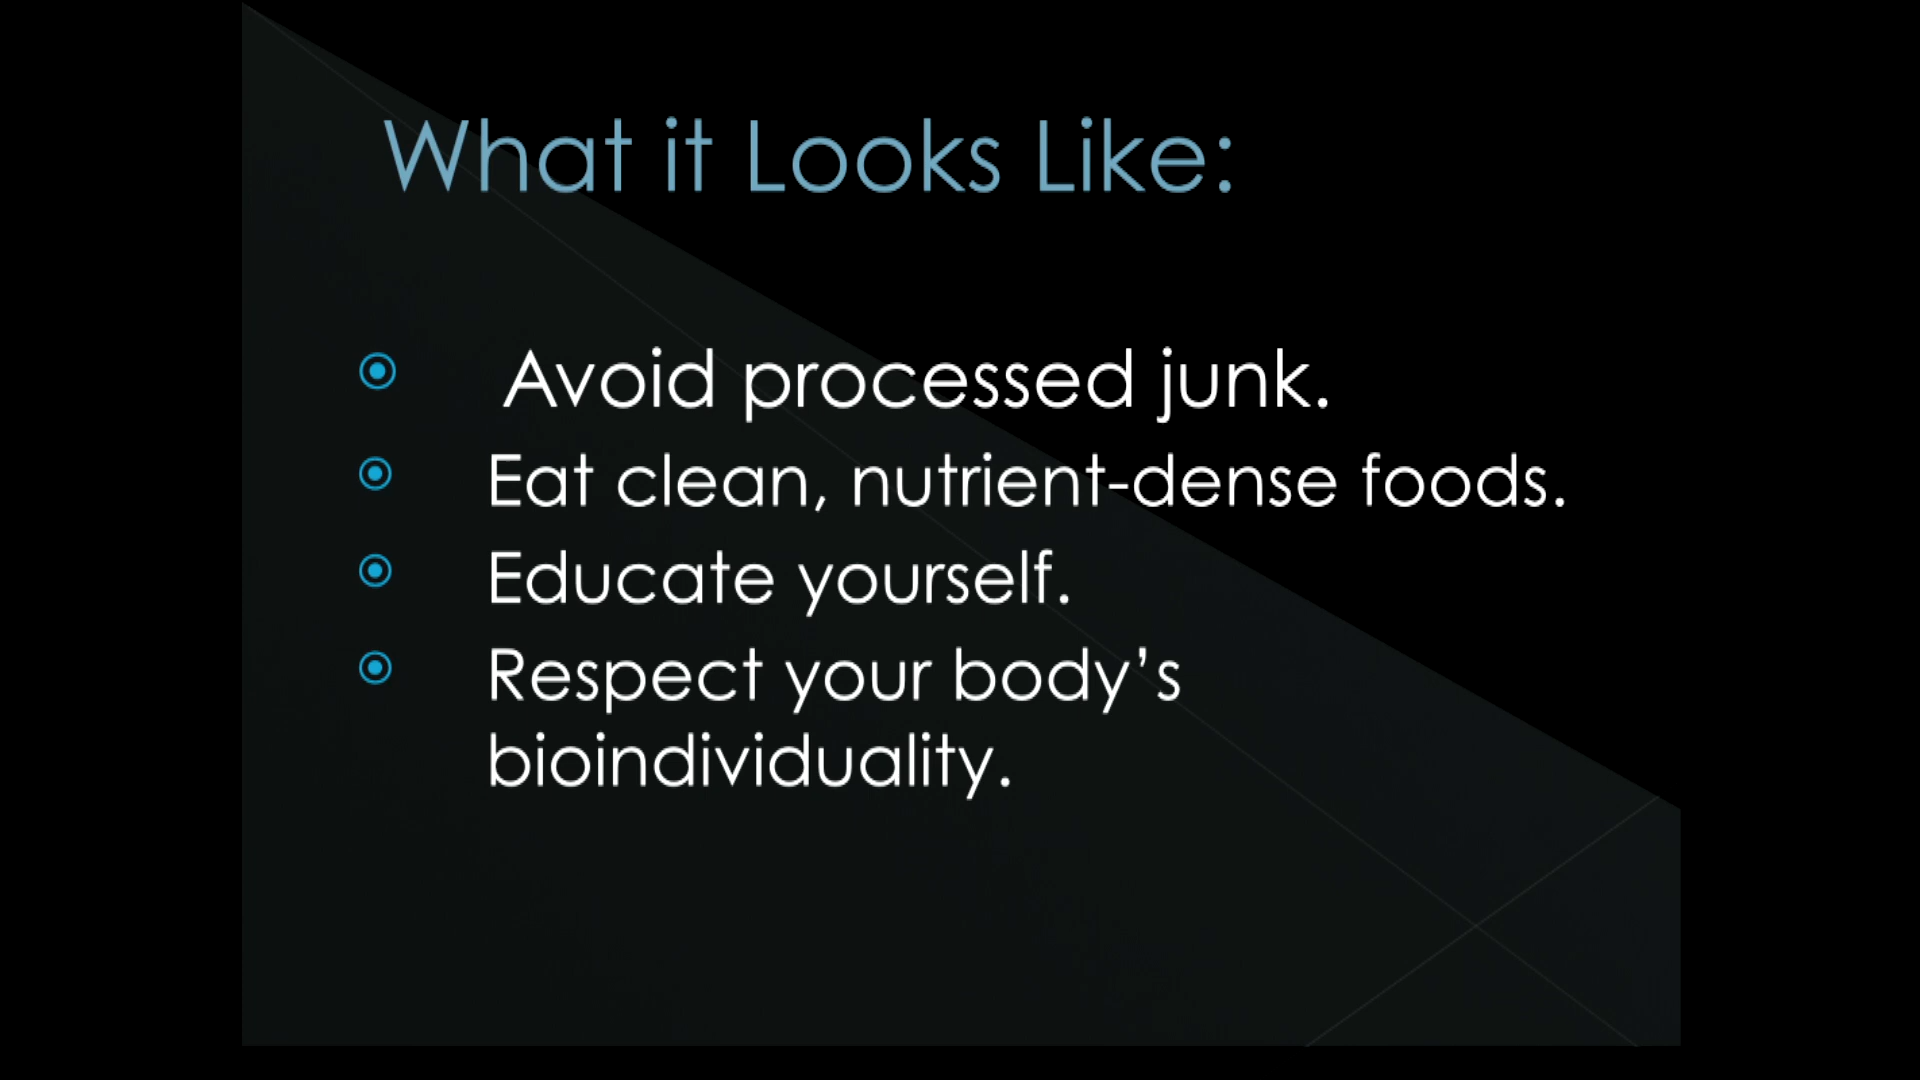 What it Looks Like:
Avoid processed junk.
Eat clean, nutrient-dense foods.
Educate yourself.
Respect your body’s
bioindividuality.